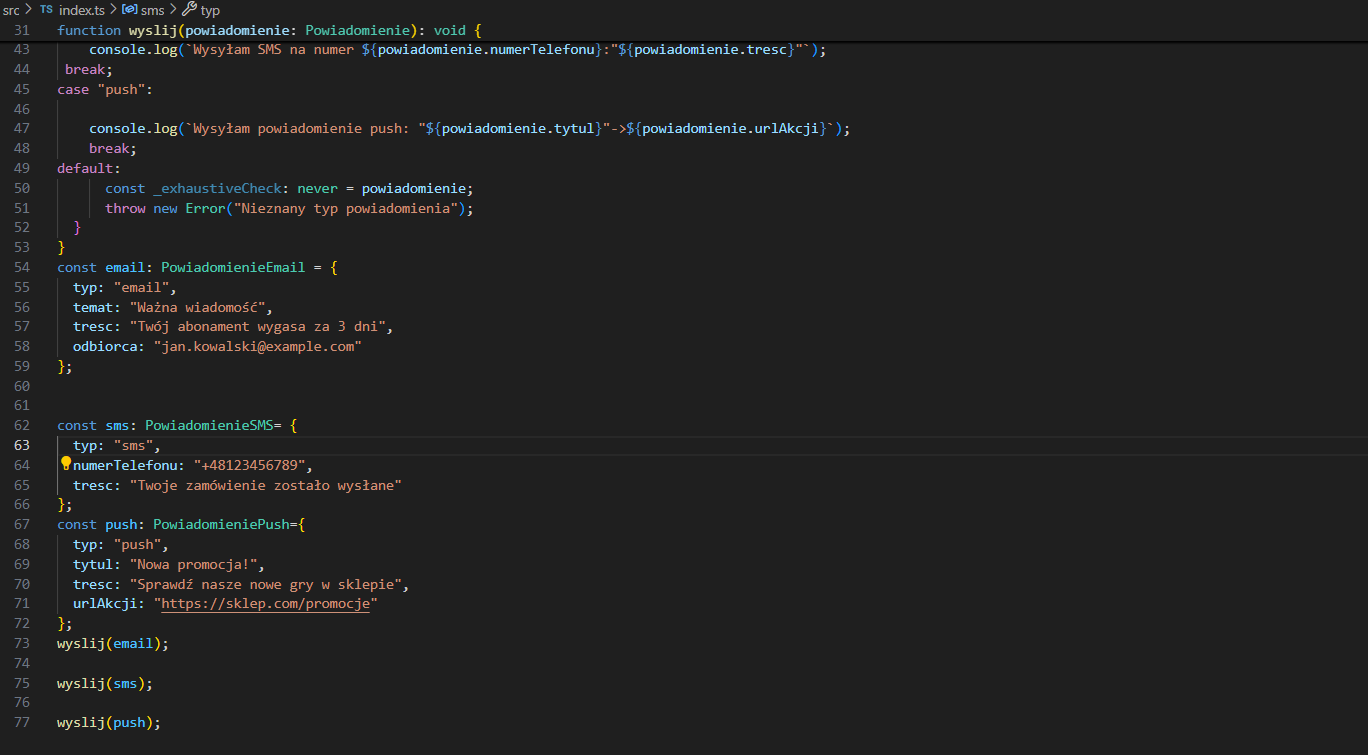 src > TS index.ts > sms > typ
31 function wyslij(powiadomienie: Powiadomienie): void {
43 console.log(`Wysyłam SMS na numer ${powiadomienie.numerTelefonu}:"${powiadomienie.tresc}"`);
44 break;
45 case "push":
46
47 console.log(`Wysyłam powiadomienie push: "${powiadomienie.tytul}"->${powiadomienie.urlAkcji}`);
48 break;
49 default:
50 const _exhaustiveCheck: never = powiadomienie;
51 throw new Error("Nieznany typ powiadomienia");
52 }
53 }
54 const email: PowiadomienieEmail = {
55 typ: "email",
56 temat: "Ważna wiadomość",
57 tresc: "Twój abonament wygasa za 3 dni",
58 odbiorca: "jan.kowalski@example.com"
59 };
60
61
62 const sms: PowiadomienieSMS= {
63 typ: "sms",
64 numerTelefonu: "+48123456789",
65 tresc: "Twoje zamówienie zostało wysłane"
66 };
67 const push: PowiadomieniePush={
68 typ: "push",
69 tytul: "Nowa promocja!",
70 tresc: "Sprawdź nasze nowe gry w sklepie",
71 urlAkcji: "https://sklep.com/promocje"
72 };
73 wyslij(email);
74
75 wyslij(sms);
76
77 wyslij(push);